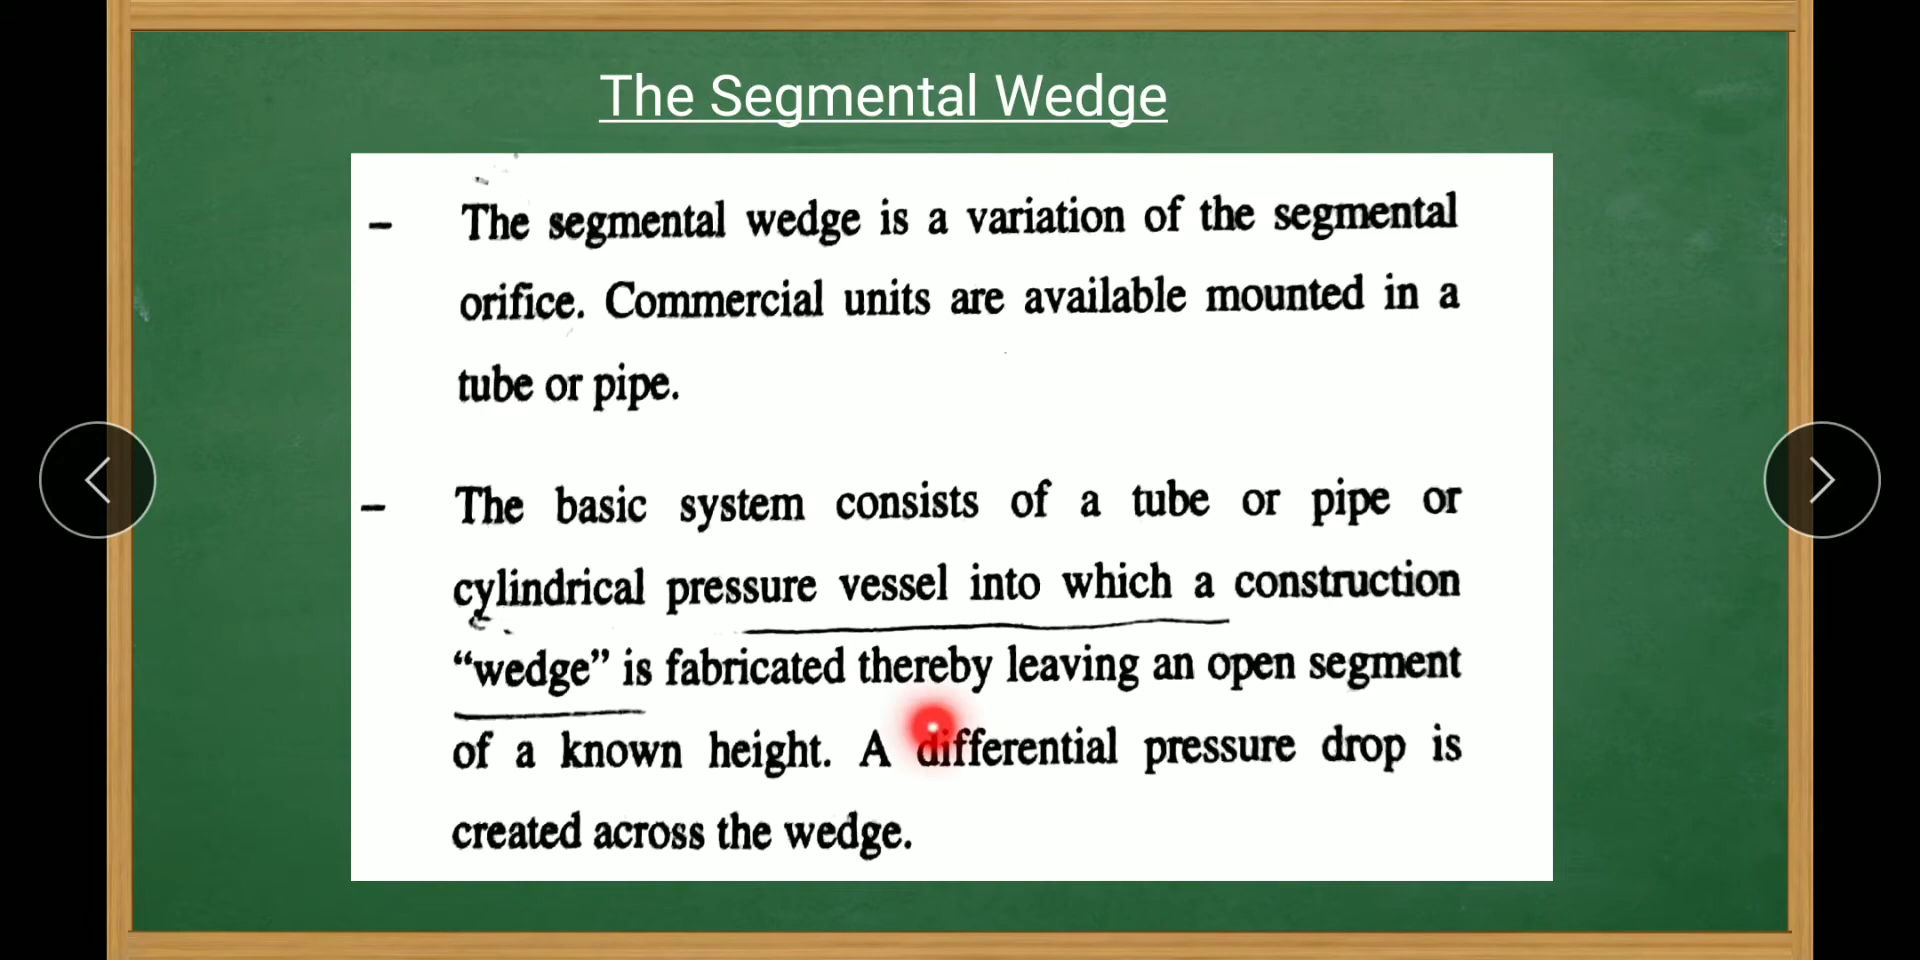 The Segmental Wedge
– The segmental wedge is a variation of the segmental
orifice. Commercial units are available mounted in a
tube or pipe.
– The basic system consists of a tube or pipe or
cylindrical pressure vessel into which a construction
“wedge” is fabricated thereby leaving an open segment
of a known height. A differential pressure drop is
created across the wedge.